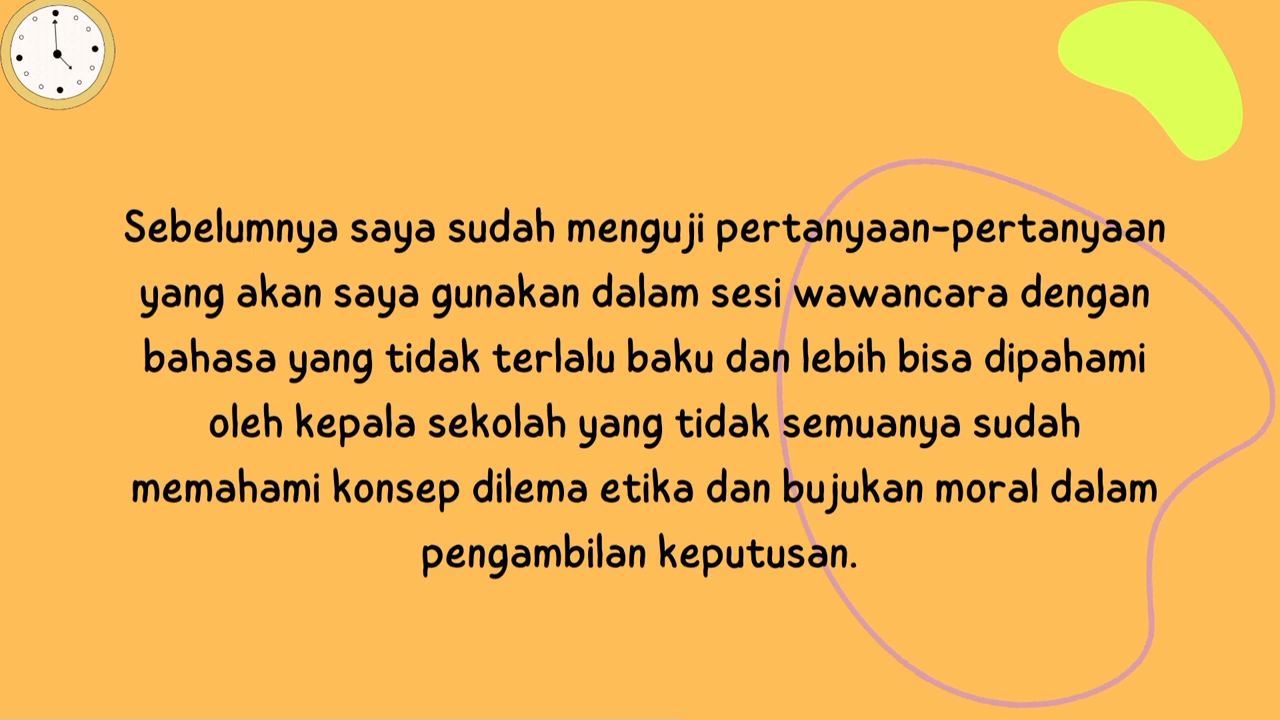 Sebelumnya saya sudah menguji pertanyaan-pertanyaan
yang akan saya gunakan dalam sesi wawancara dengan
bahasa yang tidak terlalu baku dan lebih bisa dipahami
oleh kepala sekolah yang tidak semuanya sudah
memahami konsep dilema etika dan bujukan moral dalam
pengambilan keputusan.